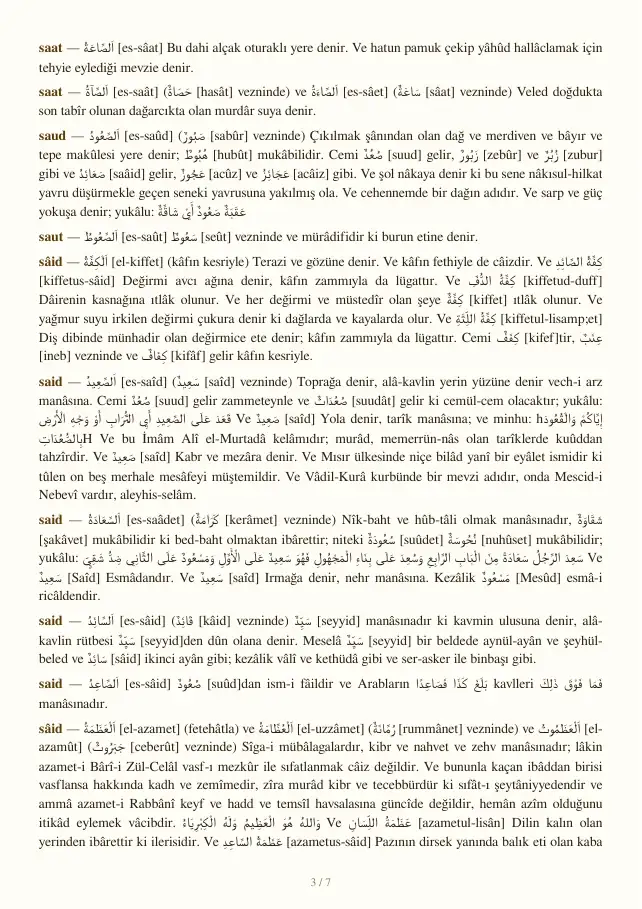 saat — اَلصَّاعَةُ [es-sâat] Bu dahi alçak oturaklı yere denir. Ve hatun pamuk çekip yâhûd hallâclamak için
tehyie eylediği mevzie denir.
saat — اَلصَّآةُ [es-saât] (حَصَاةٌ [hasât] vezninde) ve اَلصَّاءَةُ [es-sâet] (سَاعَةٌ [sâat] vezninde) Veled doğdukta
son tabîr olunan dağarcıkta olan murdâr suya denir.
saud — اَلصَّعُودُ [es-saûd] (صَبُورٌ [sabûr] vezninde) Çıkılmak şânından olan dağ ve merdiven ve bâyır ve
tepe makûlesi yere denir; هُبُوطٌ [hubût] mukâbilidir. Cemi صُعُدٌ [suud] gelir, زَبُورٌ [zebûr] ve زُبُرٌ [zubur]
gibi ve صَعَائِدُ [saâid] gelir, عَجُوزٌ [acûz] ve عَجَائِزُ [acâiz] gibi. Ve şol nâkaya denir ki bu sene nâkısul-hilkat
yavru düşürmekle geçen seneki yavrusuna yakılmış ola. Ve cehennemde bir dağın adıdır. Ve sarp ve güç
yokuşa denir; yukâlu: عَقَبَةٌ صَعُودٌ أَيْ شَاقَّةٌ
saut — اَلصَّعُوطُ [es-saût] سَعُوطٌ [seût] vezninde ve mürâdifidir ki burun etine denir.
sâid — اَلْكِفَّةُ [el-kiffet] (kâfın kesriyle) Terazi ve gözüne denir. Ve kâfın fethiyle de câizdir. Ve كِفَّةُ الصَّائِدِ
[kiffetus-sâid] Değirmi avcı ağına denir, kâfın zammıyla da lügattır. Ve كِفَّةُ الدُّفِّ [kiffetud-duff]
Dâirenin kasnağına ıtlâk olunur. Ve her değirmi ve müstedîr olan şeye كِفَّةٌ [kiffet] ıtlâk olunur. Ve
yağmur suyu irkilen değirmi çukura denir ki dağlarda ve kayalarda olur. Ve كِفَّةُ اللِّثَةِ [kiffetul-lisamp;et]
Diş dibinde münhadir olan değirmice ete denir; kâfın zammıyla da lügattır. Cemi كِفَفٌ [kifef]tir, عِنَبٌ
[ineb] vezninde ve كِفَافٌ [kifâf] gelir kâfın kesriyle.
said — اَلصَّعِيدُ [es-saîd] (سَعِيدٌ [saîd] vezninde) Toprağa denir, alâ-kavlin yerin yüzüne denir vech-i arz
manâsına. Cemi صُعُدٌ [suud] gelir zammeteynle ve صُعُدَاتٌ [suudât] gelir ki cemül-cem olacaktır; yukâlu:
قَعَدَ عَلَى الصَّعِيدِ أَيِ التُّرَابِ أَوْ وَجْهِ الْأَرْضِ Ve صَعِيدٌ [saîd] Yola denir, tarîk manâsına; ve minhu: hإِيَّاكُمْ وَالْقُعُودَ
بِالصُّعُدَاتِH Ve bu İmâm Alî el-Murtadâ kelâmıdır; murâd, memerrün-nâs olan tarîklerde kuûddan
tahzîrdir. Ve صَعِيدٌ [saîd] Kabr ve mezâra denir. Ve Mısır ülkesinde niçe bilâd yanî bir eyâlet ismidir ki
tûlen on beş merhale mesâfeyi müştemildir. Ve Vâdil-Kurâ kurbünde bir mevzi adıdır, onda Mescid-i
Nebevî vardır, aleyhis-selâm.
said — اَلسَّعَادَةُ [es-saâdet] (كَرَامَةٌ [kerâmet] vezninde) Nîk-baht ve hûb-tâli olmak manâsınadır, شَقَاوَةٌ
[şakâvet] mukâbilidir ki bed-baht olmaktan ibârettir; niteki سُعُودَةٌ [suûdet] نُحُوسَةٌ [nuhûset] mukâbilidir;
yukâlu: سَعِدَ الرَّجُلُ سَعَادَةً مِنَ الْبَابِ الرَّابِعِ وَسُعِدَ عَلَى بِنَاءِ الْمَجْهُولِ فَهُوَ سَعِيدٌ عَلَى الْأَوَّلِ وَمَسْعُودٌ عَلَى الثَّانِي ضِدُّ شَقِيَ Ve
سَعِيدٌ [Saîd] Esmâdandır. Ve سَعِيدٌ [saîd] Irmağa denir, nehr manâsına. Kezâlik مَسْعُودٌ [Mesûd] esmâ-i
ricâldendir.
said — اَلسَّائِدُ [es-sâid] (قَائِدٌ [kâid] vezninde) سَيِّدٌ [seyyid] manâsınadır ki kavmin ulusuna denir, alâ-
kavlin rütbesi سَيِّدٌ [seyyid]den dûn olana denir. Meselâ سَيِّدٌ [seyyid] bir beldede aynül-ayân ve şeyhül-
beled ve سَائِدٌ [sâid] ikinci ayân gibi; kezâlik vâlî ve kethüdâ gibi ve ser-asker ile binbaşı gibi.
said — اَلصَّاعِدُ [es-sâid] صُعُودٌ [suûd]dan ism-i fâildir ve Arabların بَلَغَ كَذَا فَصَاعِدًا kavlleri فَمَا فَوْقَ ذَلِكَ
manâsınadır.
sâid — اَلْعَظَمَةُ [el-azamet] (fetehâtla) ve اَلْعُظَّامَةُ [el-uzzâmet] (رُمَّانَةٌ [rummânet] vezninde) ve اَلْعَظَمُوتُ [el-
azamût] (جَبَرُوتٌ [ceberût] vezninde) Sîga-i mübâlagalardır, kibr ve nahvet ve zehv manâsınadır; lâkin
azamet-i Bârî-i Zül-Celâl vasf-ı mezkûr ile sıfatlanmak câiz değildir. Ve bununla kaçan ibâddan birisi
vasflansa hakkında kadh ve zemîmedir, zîra murâd kibr ve tecebbürdür ki sıfât-ı şeytâniyyedendir ve
ammâ azamet-i Rabbânî keyf ve hadd ve temsîl havsalasına güncîde değildir, hemân azîm olduğunu
itikâd eylemek vâcibdir. وَاللهُ هُوَ الْعَظِيمُ وَلَهُ الْكِبْرِيَاءُ Ve عَظَمَةُ اللِّسَانِ [azametul-lisân] Dilin kalın olan
yerinden ibârettir ki ilerisidir. Ve عَظَمَةُ السَّاعِدِ [azametus-sâid] Pazının dirsek yanında balık eti olan kaba
3 / 7